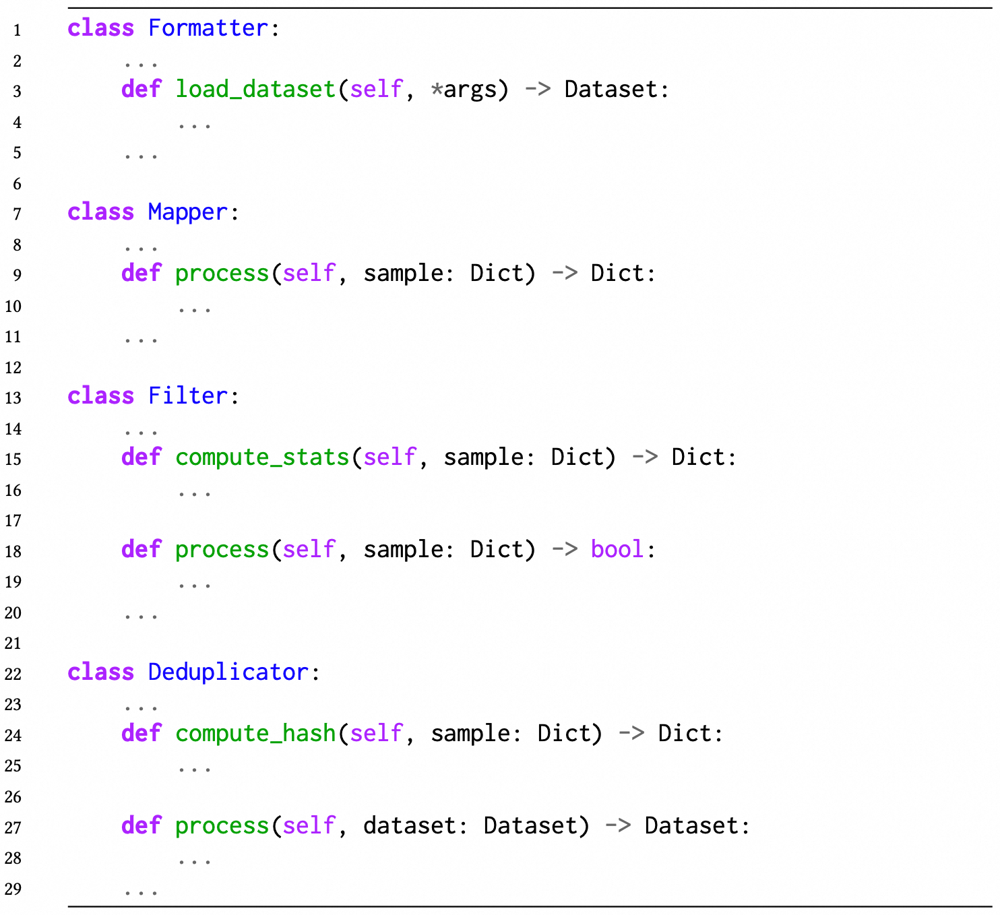 1 class Formatter:
2 ...
3 def load_dataset(self, *args) -> Dataset:
4 ...
5 ...
6
7 class Mapper:
8 ...
9 def process(self, sample: Dict) -> Dict:
10 ...
11 ...
12
13 class Filter:
14 ...
15 def compute_stats(self, sample: Dict) -> Dict:
16 ...
17
18 def process(self, sample: Dict) -> bool:
19 ...
20 ...
21
22 class Deduplicator:
23 ...
24 def compute_hash(self, sample: Dict) -> Dict:
25 ...
26
27 def process(self, dataset: Dataset) -> Dataset:
28 ...
29 ...